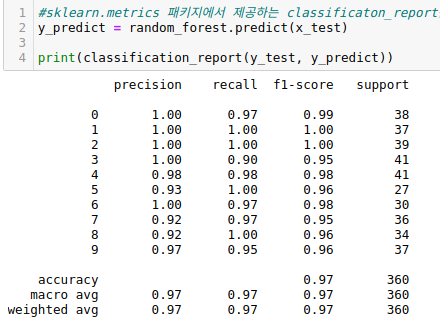 1 #sklearn.metrics 패키지에서 제공하는 classificaton_report
2 y_predict = random_forest.predict(x_test)
3
4 print(classification_report(y_test, y_predict))
precision recall f1-score support
0 1.00 0.97 0.99 38
1 1.00 1.00 1.00 37
2 1.00 1.00 1.00 39
3 1.00 0.90 0.95 41
4 0.98 0.98 0.98 41
5 0.93 1.00 0.96 27
6 1.00 0.97 0.98 30
7 0.92 0.97 0.95 36
8 0.92 1.00 0.96 34
9 0.97 0.95 0.96 37
accuracy 0.97 360
macro avg 0.97 0.97 0.97 360
weighted avg 0.97 0.97 0.97 360